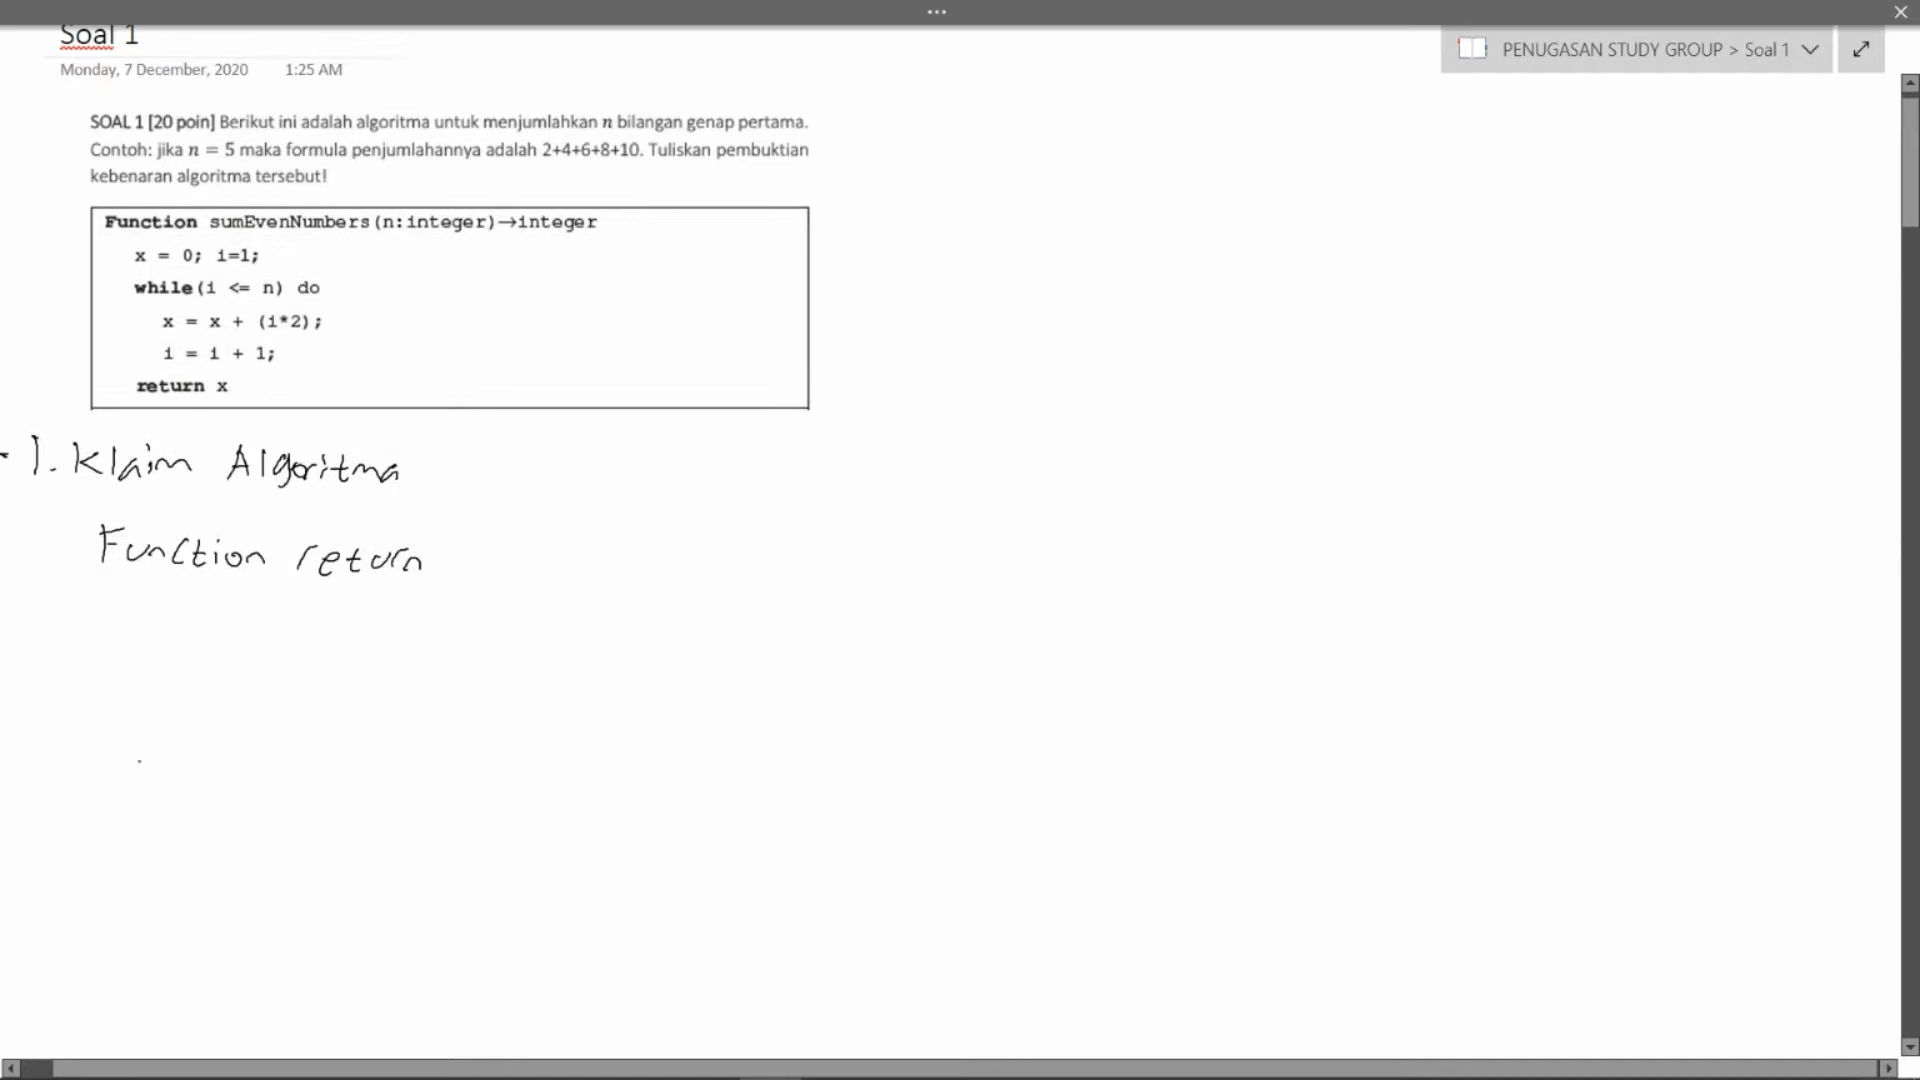 Soal 1
Monday, 7 December, 2020 1:25 AM
PENUGASAN STUDY GROUP > Soal 1
SOAL 1 [20 poin] Berikut ini adalah algoritma untuk menjumlahkan n bilangan genap pertama.
Contoh: jika n = 5 maka formula penjumlahannya adalah 2+4+6+8+10. Tuliskan pembuktian
kebenaran algoritma tersebut!
Function sumEvenNumbers(n:integer)→integer
x = 0; i=1;
while(i <= n) do
x = x + (i*2);
i = i + 1;
return x
1. Klaim Algoritma
Function return